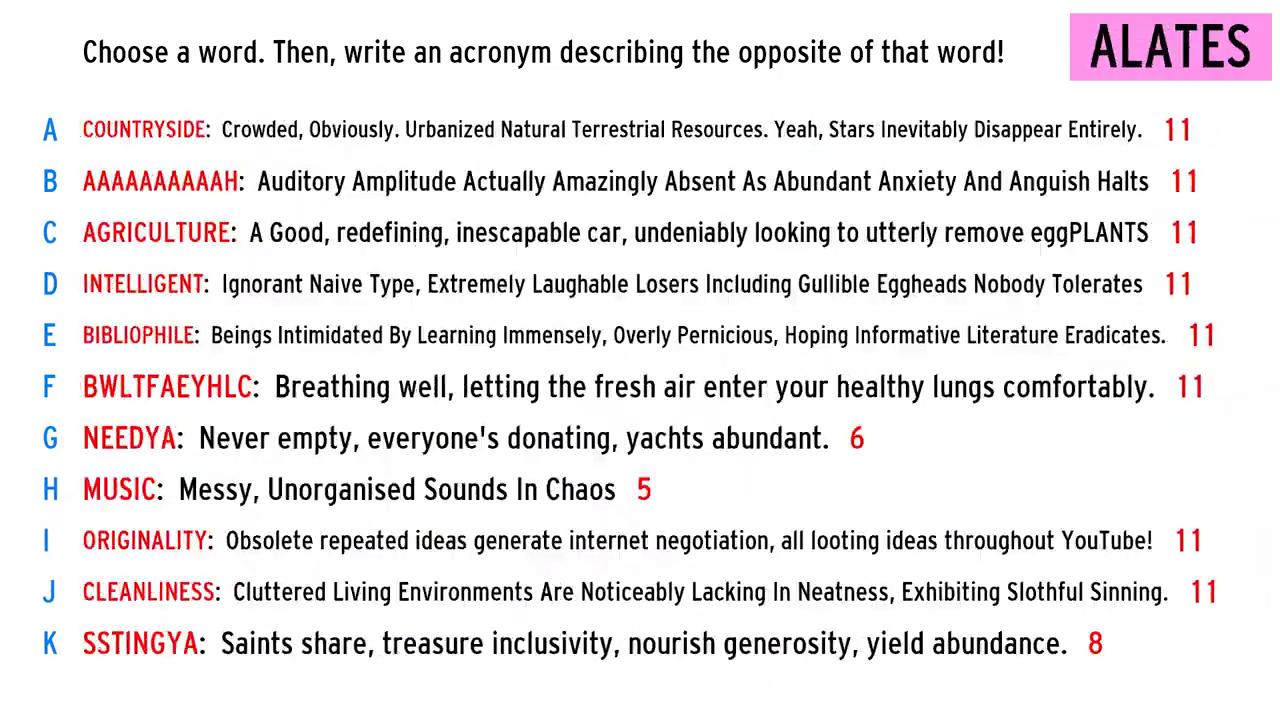 Choose a word. Then, write an acronym describing the opposite of that word!
ALATES
A COUNTRYSIDE: Crowded, Obviously. Urbanized Natural Terrestrial Resources. Yeah, Stars Inevitably Disappear Entirely. 11
B AAAAAAAAAAH: Auditory Amplitude Actually Amazingly Absent As Abundant Anxiety And Anguish Halts 11
C AGRICULTURE: A Good, redefining, inescapable car, undeniably looking to utterly remove eggPLANTS 11
D INTELLIGENT: Ignorant Naive Type, Extremely Laughable Losers Including Gullible Eggheads Nobody Tolerates 11
E BIBLIOPHILE: Beings Intimidated By Learning Immensely, Overly Pernicious, Hoping Informative Literature Eradicates. 11
F BWLTFAEYHLC: Breathing well, letting the fresh air enter your healthy lungs comfortably. 11
G NEEDYA: Never empty, everyone's donating, yachts abundant. 6
H MUSIC: Messy, Unorganised Sounds In Chaos 5
I ORIGINALITY: Obsolete repeated ideas generate internet negotiation, all looting ideas throughout YouTube! 11
J CLEANLINESS: Cluttered Living Environments Are Noticeably Lacking In Neatness, Exhibiting Slothful Sinning. 11
K SSTINGYA: Saints share, treasure inclusivity, nourish generosity, yield abundance. 8